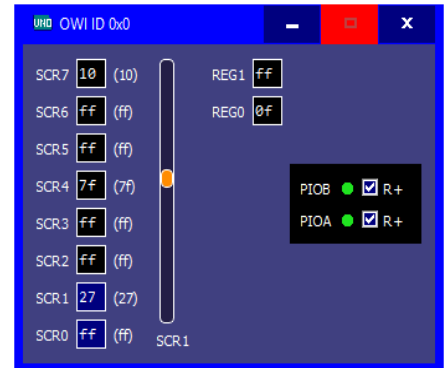 UNO OWI ID 0x0
SCR7 10 (10) REG1 ff
SCR6 ff (ff) REG0 0f
SCR5 ff (ff)
SCR4 7f (7f) PIOB R+
SCR3 ff (ff) PIOA R+
SCR2 ff (ff)
SCR1 27 (27)
SCR0 ff (ff) SCR1